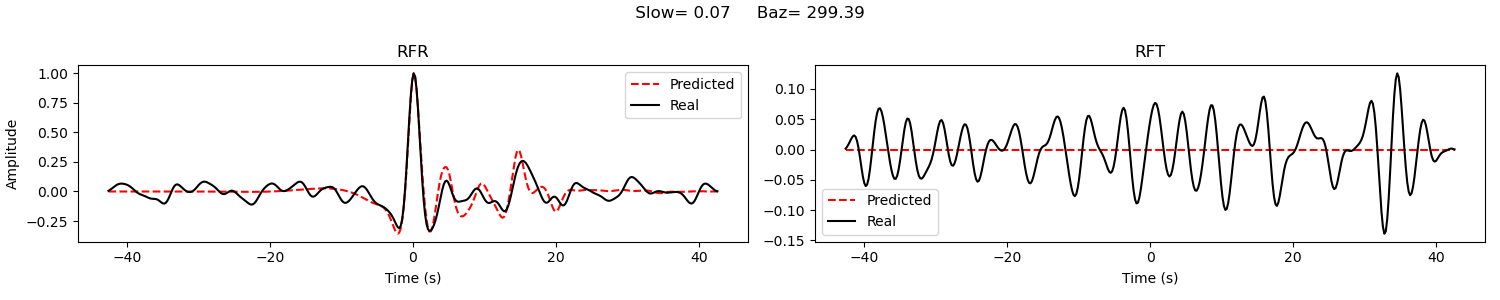 Slow= 0.07 Baz= 299.39
RFR
Amplitude
1.00
0.75
0.50
0.25
0.00
−0.25
−40
−20
0
20
40
Time (s)
Predicted
Real
RFT
0.10
0.05
0.00
−0.05
−0.10
−0.15
−40
−20
0
20
40
Time (s)
Predicted
Real